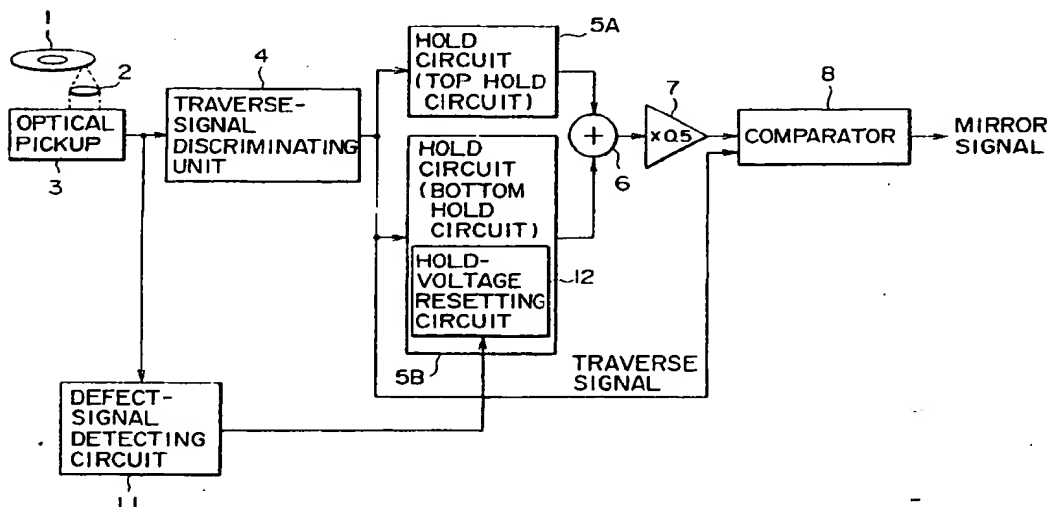 1
2
OPTICAL
PICKUP
3
4
TRAVERSE-
SIGNAL
DISCRIMINATING
UNIT
5A
HOLD
CIRCUIT
(TOP HOLD
CIRCUIT)
HOLD
CIRCUIT
(BOTTOM
HOLD
CIRCUIT)
HOLD-
VOLTAGE
RESETTING
CIRCUIT
12
5B
+
6
7
×0.5
8
COMPARATOR
MIRROR
SIGNAL
TRAVERSE
SIGNAL
DEFECT-
SIGNAL
DETECTING
CIRCUIT
11